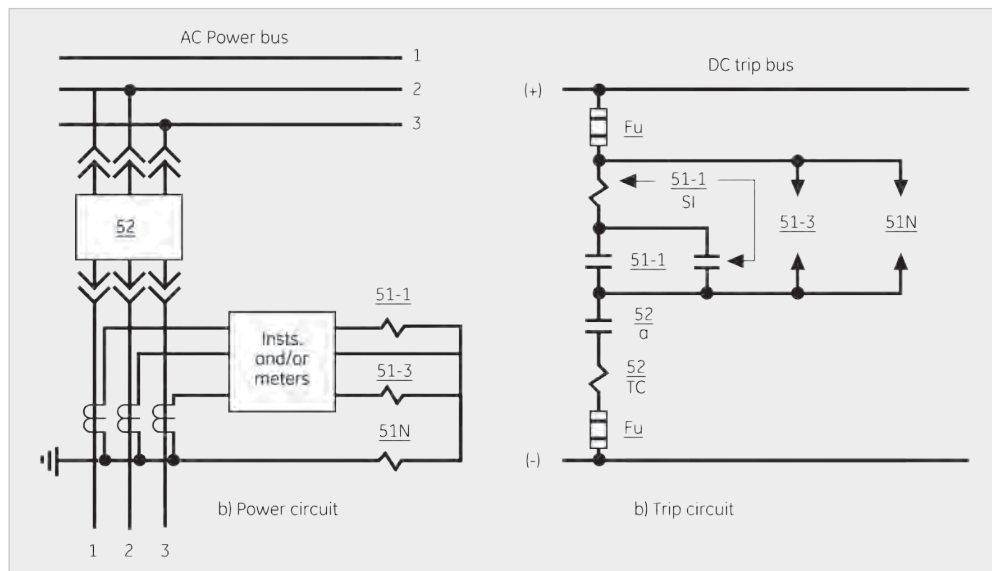 AC Power bus
1
2
3
52
51-1
Insts.
and/or
meters
51-3
51N
b) Power circuit
1 2 3
DC trip bus
(+)
Fu
51-1
SI
51-3
51N
51-1
52
a
52
TC
Fu
(-)
b) Trip circuit